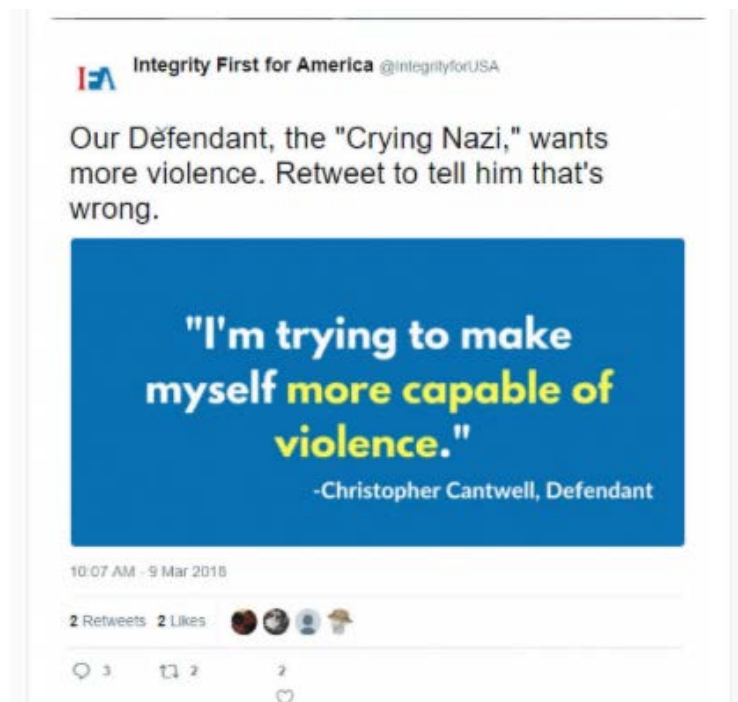 IFA
Integrity First for America @IntegrityforUSA
Our Defendant, the "Crying Nazi," wants
more violence. Retweet to tell him that's
wrong.
"I'm trying to make
myself more capable of
violence."
-Christopher Cantwell, Defendant
10:07 AM - 9 Mar 2018
2 Retweets 2 Likes
3 2 2